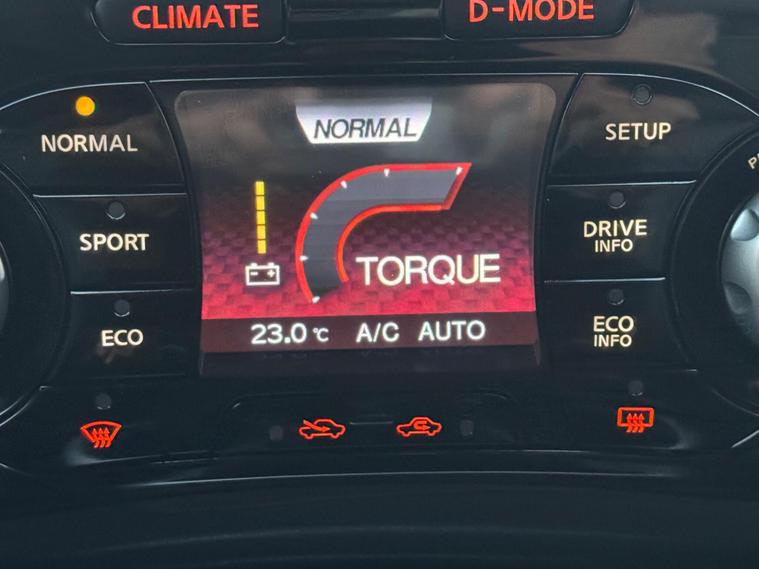 CLIMATE
D-MODE
NORMAL
NORMAL
SETUP
SPORT
DRIVE
INFO
TORQUE
ECO
23.0 °C A/C AUTO
ECO
INFO